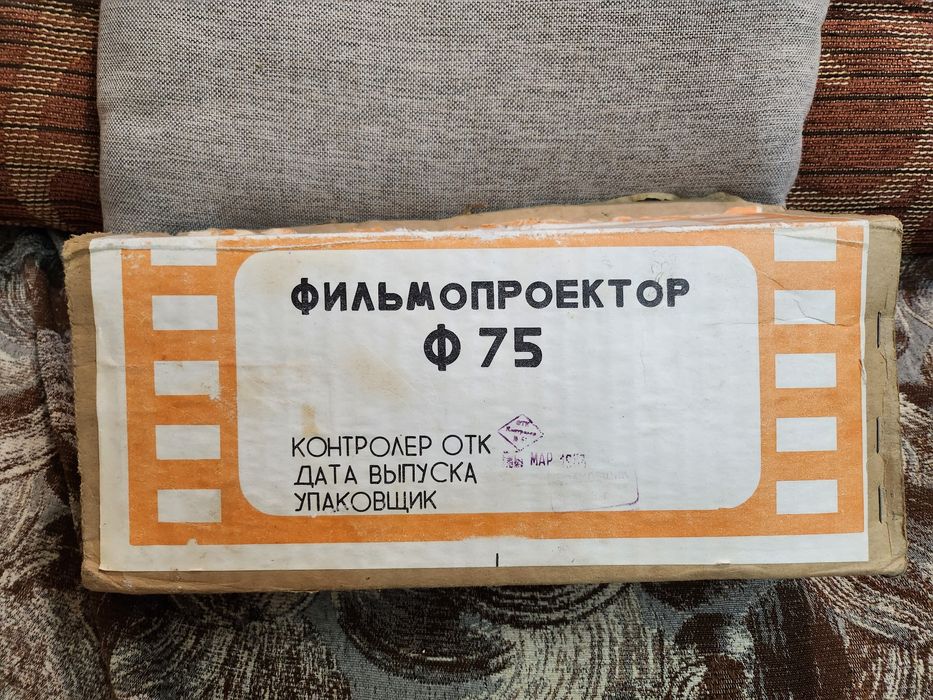 ФИЛЬМОПРОЕКТОР
Ф 75
КОНТРОЛЕР ОТК
ДАТА ВЫПУСКА
МАР
УПАКОВЩИК